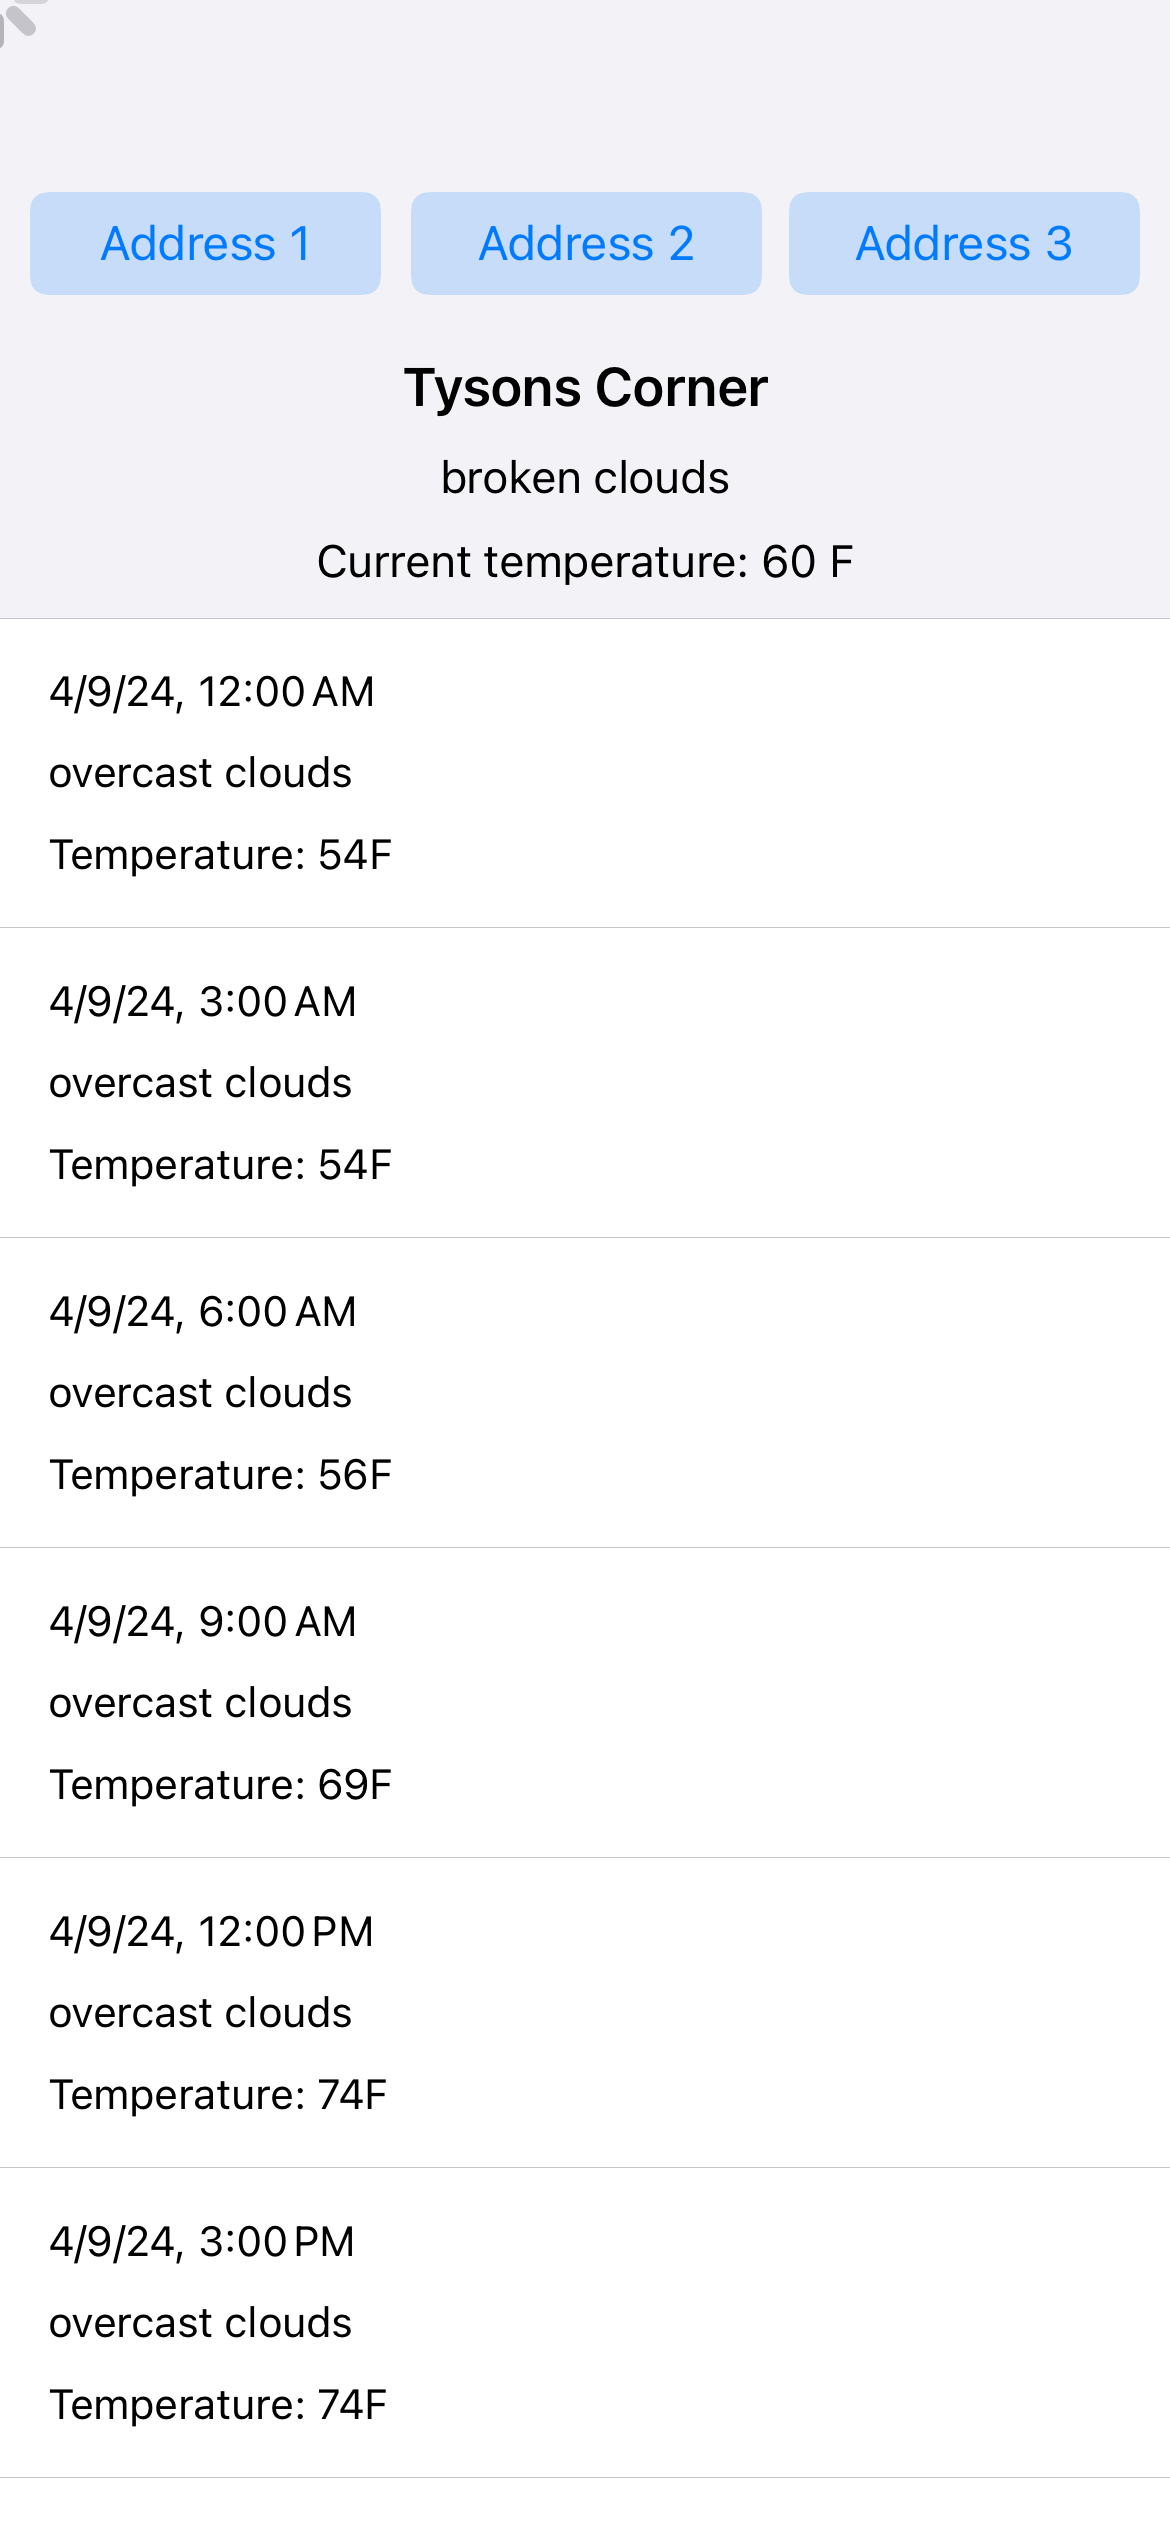 Address 1 Address 2 Address 3
Tysons Corner
broken clouds
Current temperature: 60 F
4/9/24, 12:00 AM
overcast clouds
Temperature: 54F
4/9/24, 3:00 AM
overcast clouds
Temperature: 54F
4/9/24, 6:00 AM
overcast clouds
Temperature: 56F
4/9/24, 9:00 AM
overcast clouds
Temperature: 69F
4/9/24, 12:00 PM
overcast clouds
Temperature: 74F
4/9/24, 3:00 PM
overcast clouds
Temperature: 74F